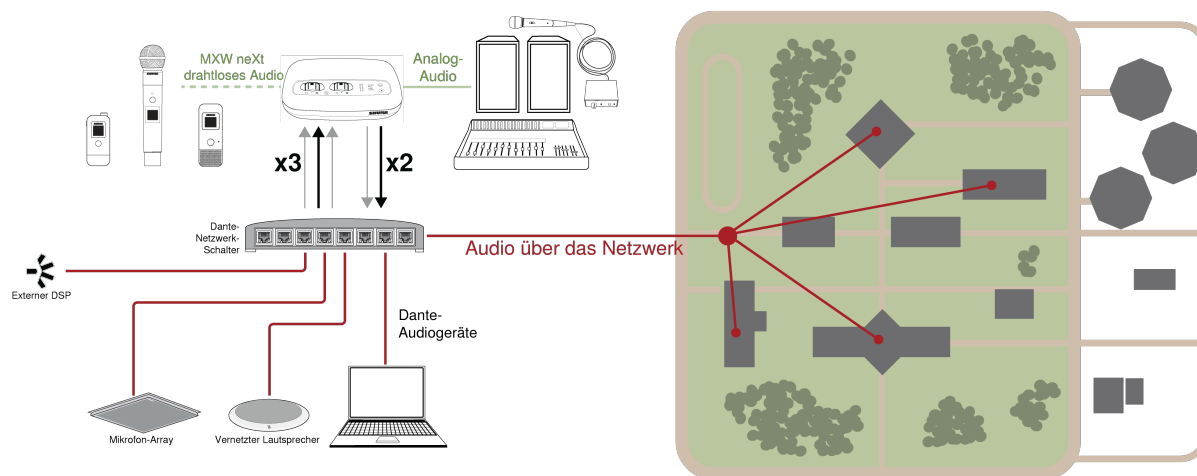 MXW neXt
drahtloses Audio
Analog-
Audio
x3
x2
Dante-
Netzwerk-
Schalter
Audio über das Netzwerk
Externer DSP
Dante-
Audiogeräte
Mikrofon-Array
Vernetzter Lautsprecher